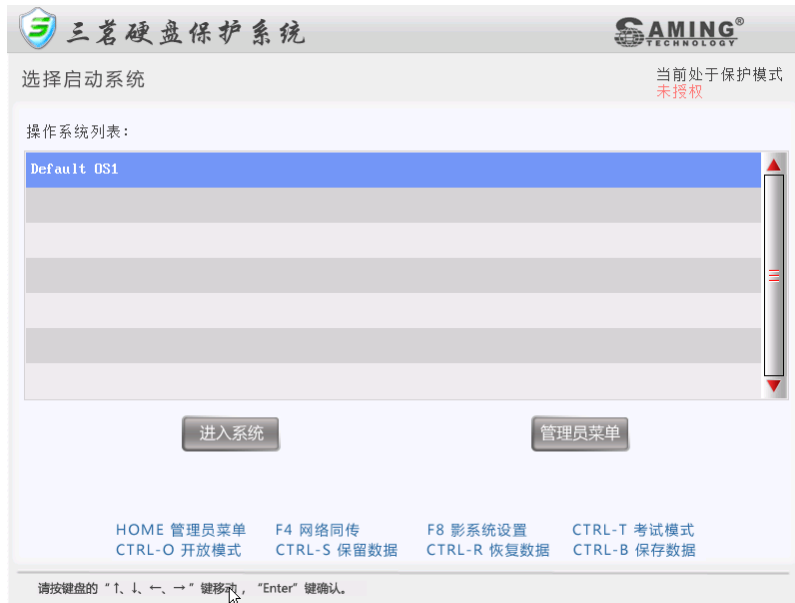 三茗硬盘保护系统
SAMING®
TECHNOLOGY
选择启动系统
当前处于保护模式
未授权
操作系统列表：
Default OS1
进入系统 管理员菜单
HOME 管理员菜单 F4 网络同传 F8 影系统设置 CTRL-T 考试模式
CTRL-O 开放模式 CTRL-S 保留数据 CTRL-R 恢复数据 CTRL-B 保存数据
请按键盘的“↑、↓、←、→”键移动，“Enter”键确认。